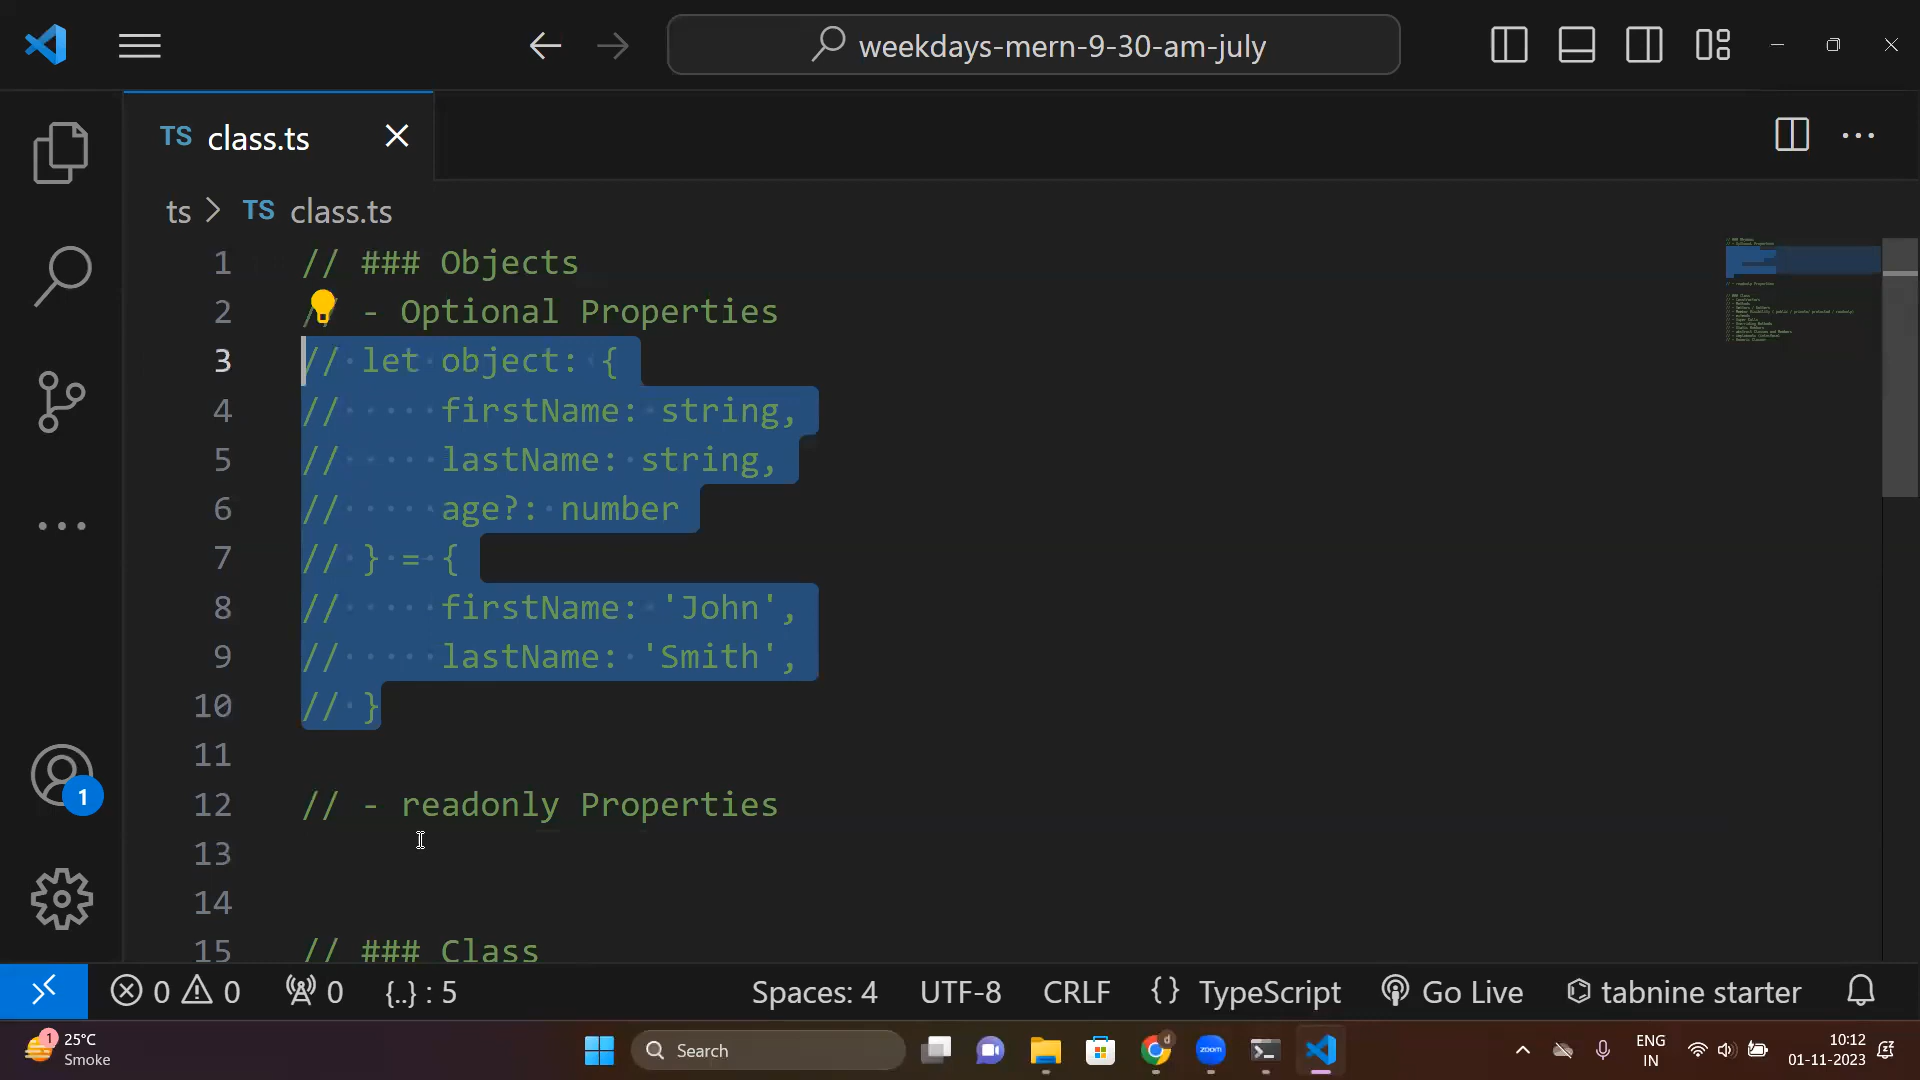 weekdays-mern-9-30-am-july
TS class.ts
ts > TS class.ts
1 // ### Objects
2 // - Optional Properties
3 // let object: {
4 //     firstName: string,
5 //     lastName: string,
6 //     age?: number
7 // } = {
8 //     firstName: 'John',
9 //     lastName: 'Smith',
10 // }
11
12 // - readonly Properties
13
14
15 // ### Class
1
0 0 0 {..} : 5 Spaces: 4 UTF-8 CRLF {} TypeScript Go Live tabnine starter
1 25°C
Smoke
Search
zoom
d
ENG
IN
10:12
01-11-2023